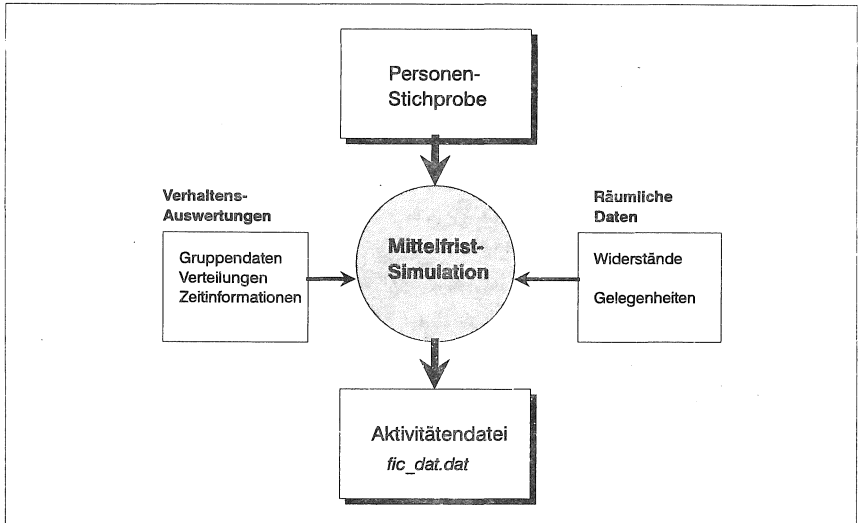 Personen-
Stichprobe
Verhaltens-
Auswertungen
Gruppendaten
Verteilungen
Zeitinformationen
Mittelfrist-
Simulation
Räumliche
Daten
Widerstände
Gelegenheiten
Aktivitätendatei
fic_dat.dat